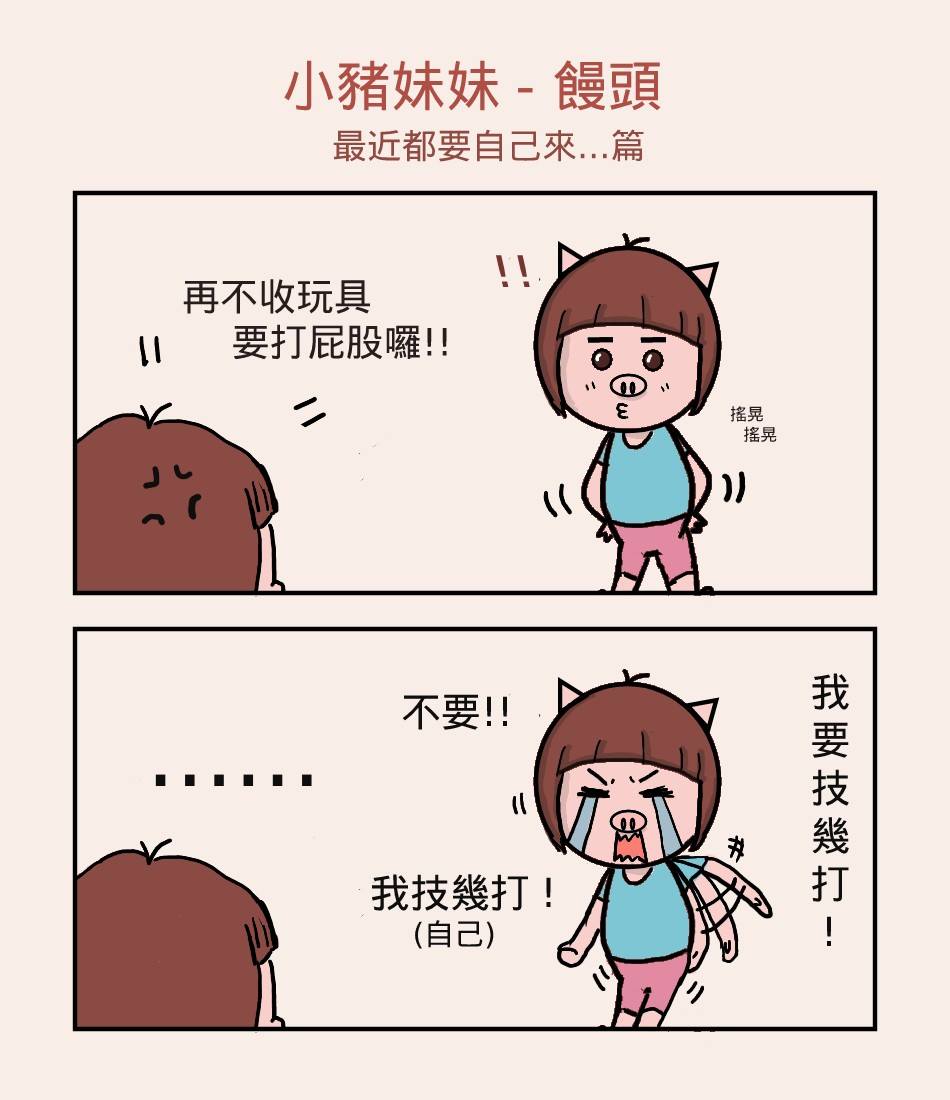 小豬妹妹 - 饅頭
最近都要自己來...篇
再不收玩具
要打屁股囉!!
!!
搖晃
搖晃
不要!!
......
我技幾打！
(自己)
我要技幾打！